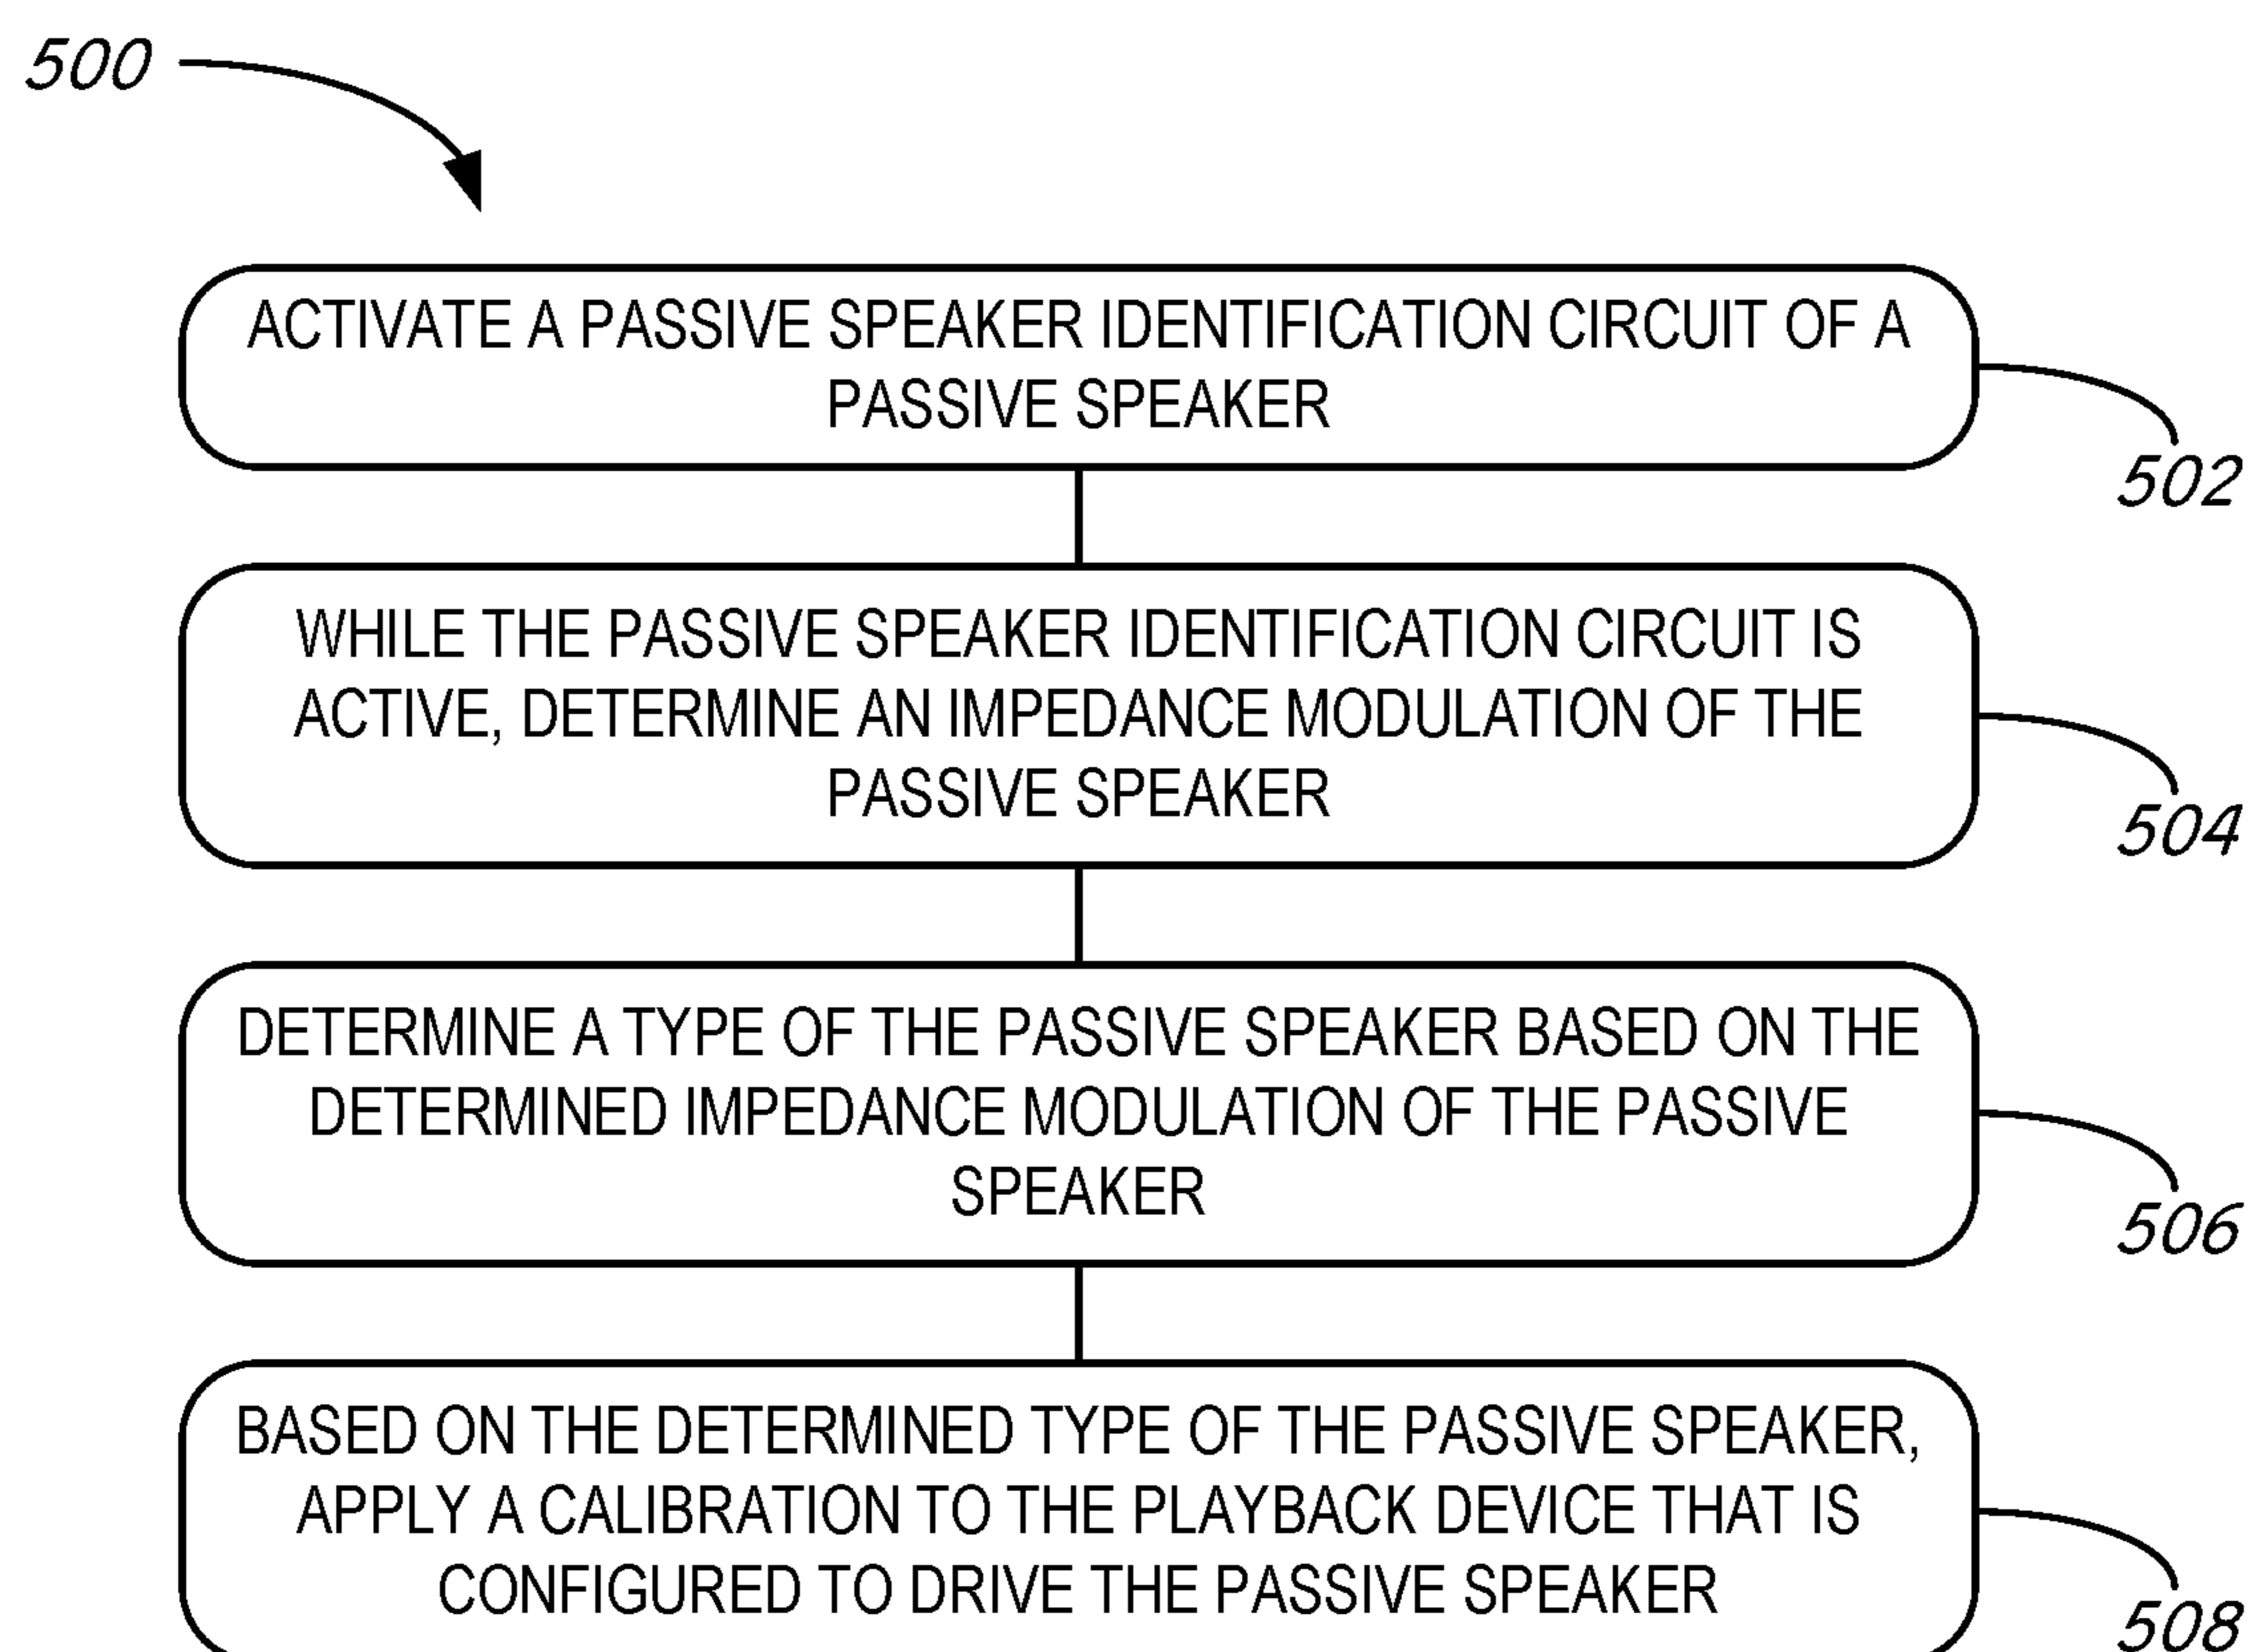 500
ACTIVATE A PASSIVE SPEAKER IDENTIFICATION CIRCUIT OF A
PASSIVE SPEAKER
502
WHILE THE PASSIVE SPEAKER IDENTIFICATION CIRCUIT IS
ACTIVE, DETERMINE AN IMPEDANCE MODULATION OF THE
PASSIVE SPEAKER
504
DETERMINE A TYPE OF THE PASSIVE SPEAKER BASED ON THE
DETERMINED IMPEDANCE MODULATION OF THE PASSIVE
SPEAKER
506
BASED ON THE DETERMINED TYPE OF THE PASSIVE SPEAKER,
APPLY A CALIBRATION TO THE PLAYBACK DEVICE THAT IS
CONFIGURED TO DRIVE THE PASSIVE SPEAKER
508